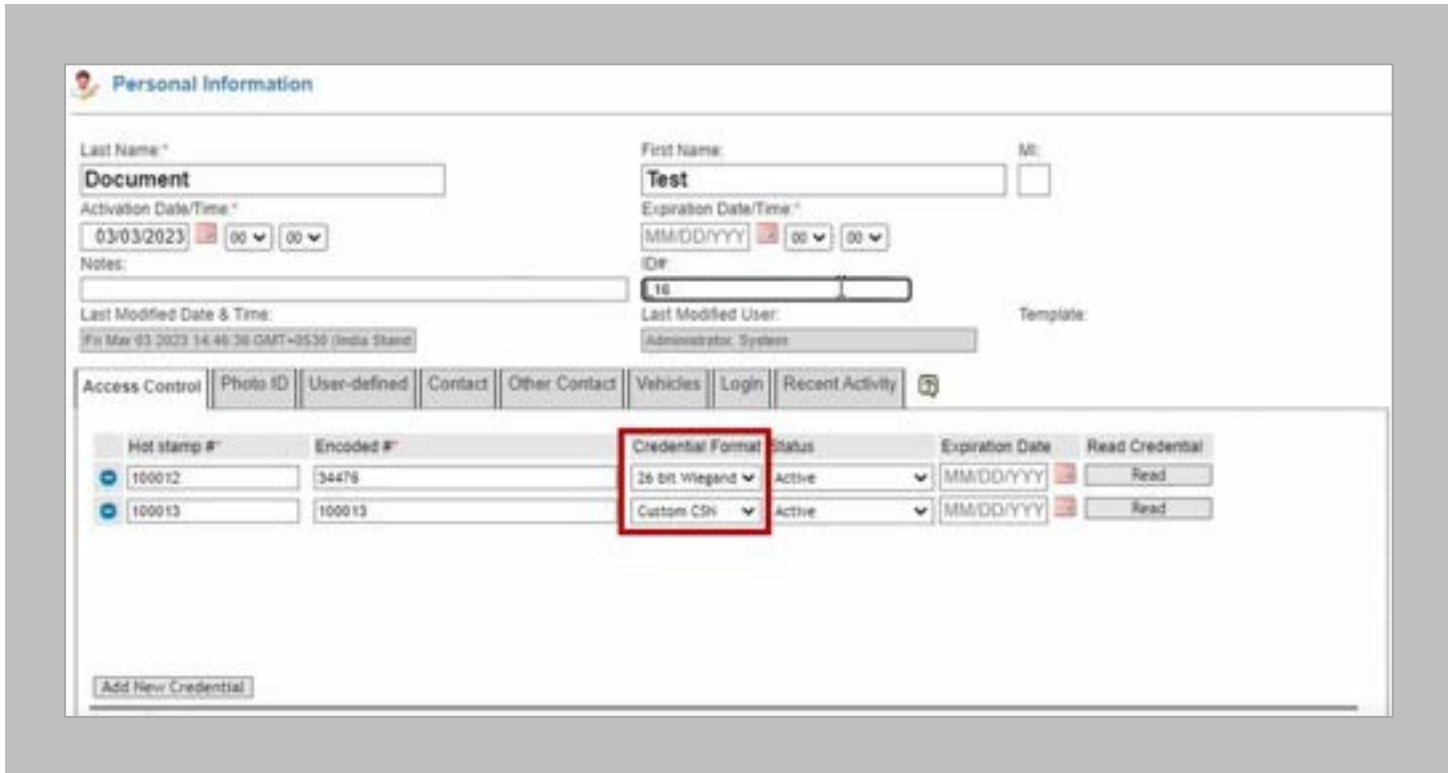 Personal Information
Last Name:* First Name: MI:
Document Test
Activation Date/Time:* Expiration Date/Time:*
03/03/2023 00 00 MM/DD/YYY 00 : 00
Notes: ID#:
16
Last Modified Date & Time: Last Modified User: Template:
Fri Mar 03 2023 14:46:36 GMT+0530 (India Stand Administrator, System
Access Control Photo ID User-defined Contact Other Contact Vehicles Login Recent Activity ?
Hot stamp #* Encoded #* Credential Format Status Expiration Date Read Credential
100012 34476 26 bit Wiegand Active MM/DD/YYY Read
100013 100013 Custom CSN Active MM/DD/YYY Read
Add New Credential